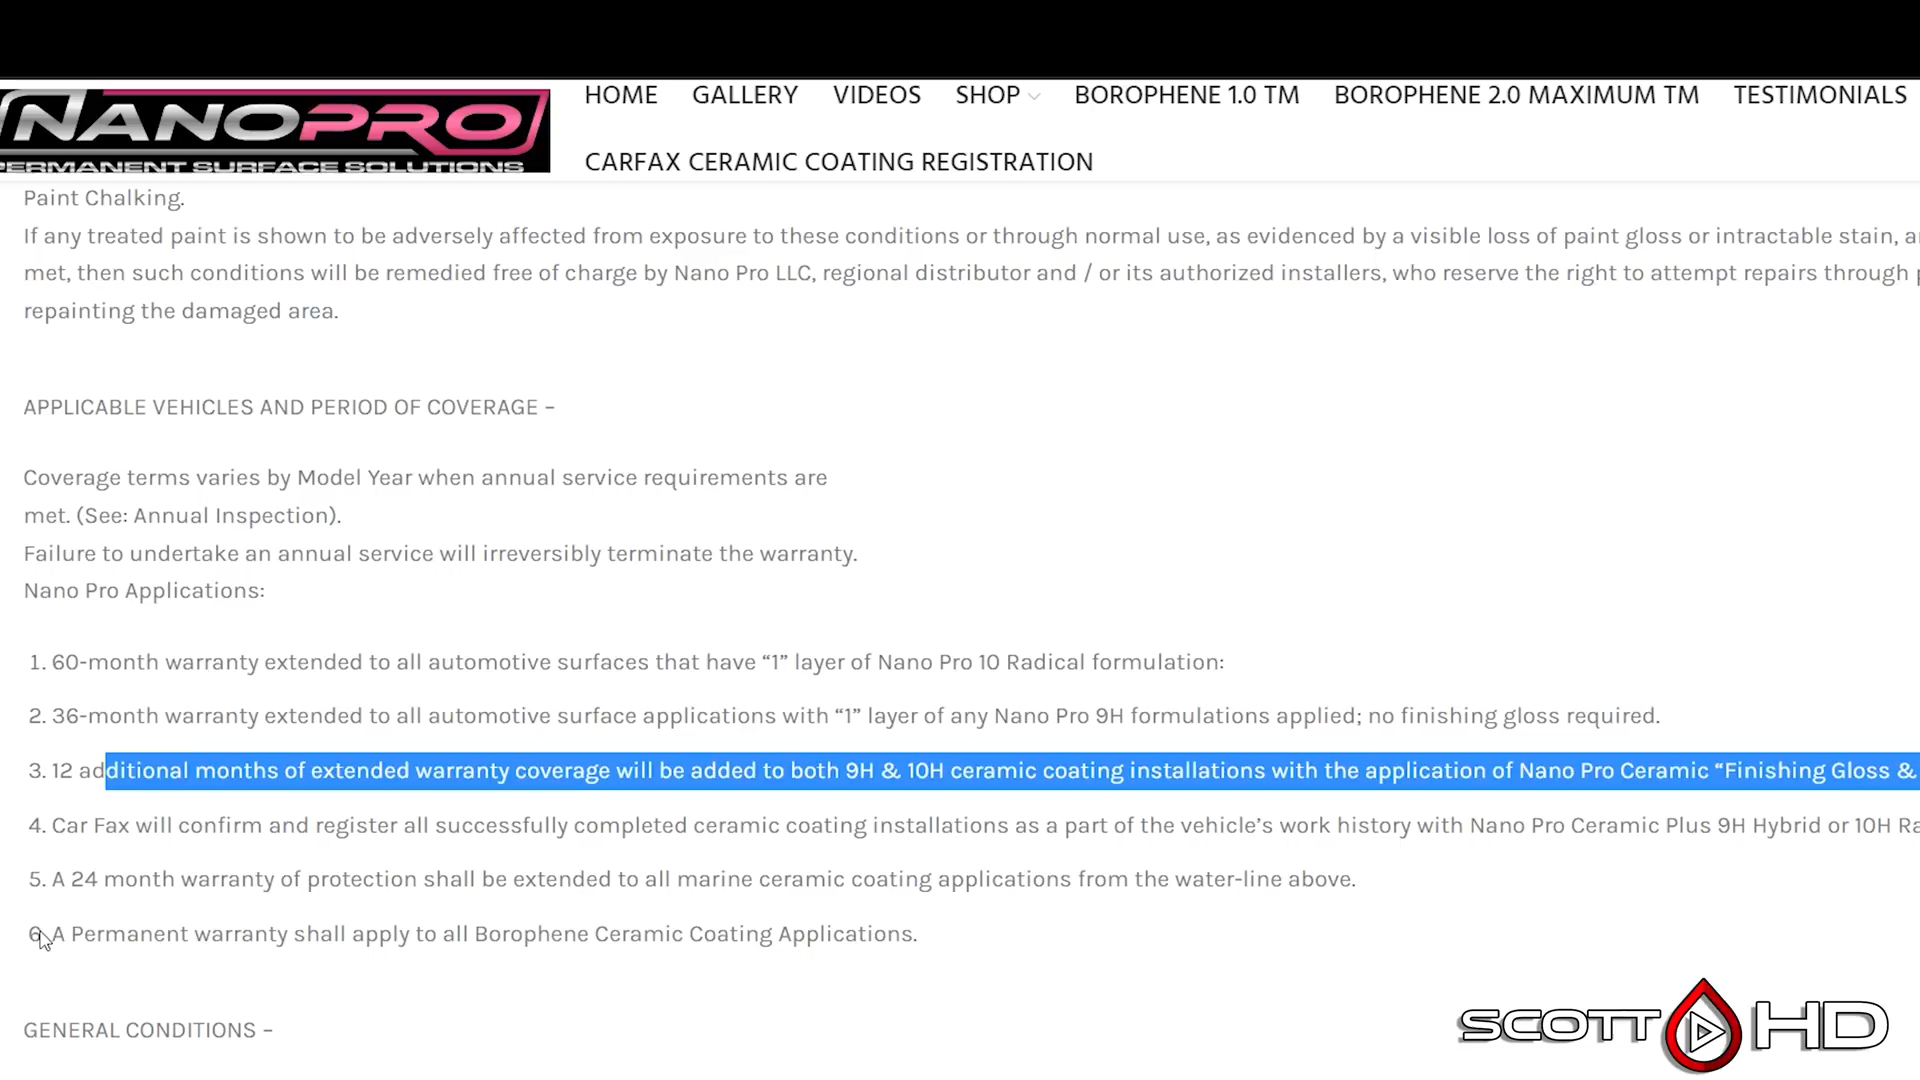 NANOPRO
PERMANENT SURFACE SOLUTIONS
HOME GALLERY VIDEOS SHOP BOROPHENE 1.0 TM BOROPHENE 2.0 MAXIMUM TM TESTIMONIALS
CARFAX CERAMIC COATING REGISTRATION
Paint Chalking.
If any treated paint is shown to be adversely affected from exposure to these conditions or through normal use, as evidenced by a visible loss of paint gloss or intractable stain,
met, then such conditions will be remedied free of charge by Nano Pro LLC, regional distributor and / or its authorized installers, who reserve the right to attempt repairs through
repainting the damaged area.
APPLICABLE VEHICLES AND PERIOD OF COVERAGE –
Coverage terms varies by Model Year when annual service requirements are
met. (See: Annual Inspection).
Failure to undertake an annual service will irreversibly terminate the warranty.
Nano Pro Applications:
1. 60-month warranty extended to all automotive surfaces that have “1” layer of Nano Pro 10 Radical formulation:
2. 36-month warranty extended to all automotive surface applications with “1” layer of any Nano Pro 9H formulations applied; no finishing gloss required.
3. 12 additional months of extended warranty coverage will be added to both 9H & 10H ceramic coating installations with the application of Nano Pro Ceramic “Finishing Gloss &
4. Car Fax will confirm and register all successfully completed ceramic coating installations as a part of the vehicle’s work history with Nano Pro Ceramic Plus 9H Hybrid or 10H
5. A 24 month warranty of protection shall be extended to all marine ceramic coating applications from the water-line above.
6. A Permanent warranty shall apply to all Borophene Ceramic Coating Applications.
GENERAL CONDITIONS –
SCOTT HD